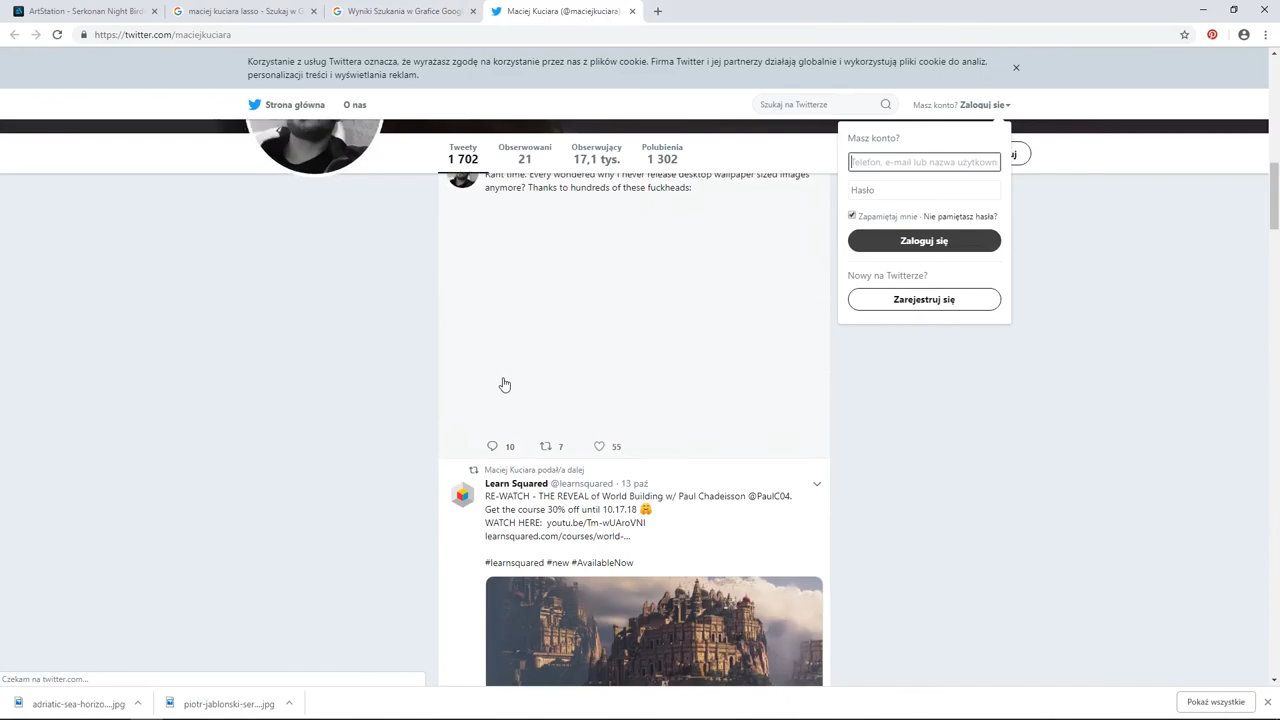 ArtStation - Serkonan Night Bird
maciej kuciara lasso - Szukaj w G
Wyniki Szukania w Grafice Googl
Maciej Kuciara (@maciejkuciara)
https://twitter.com/maciejkuciara
Korzystanie z usług Twittera oznacza, że wyrażasz zgodę na korzystanie przez nas z plików cookie. Firma Twitter i jej partnerzy działają globalnie i wykorzystują pliki cookie do analiz,
personalizacji treści i wyświetlania reklam.
Strona główna
O nas
Szukaj na Twitterze
Masz konto? Zaloguj się
Tweety
1 702
Obserwowani
21
Obserwujący
17,1 tys.
Polubienia
1 302
Masz konto?
Telefon, e-mail lub nazwa użytkown
Hasło
Zapamiętaj mnie · Nie pamiętasz hasła?
Zaloguj się
Nowy na Twitterze?
Zarejestruj się
Rant time. Every wondered why I never release desktop wallpaper sized images
anymore? Thanks to hundreds of these fuckheads:
10
7
55
Maciej Kuciara podał/a dalej
Learn Squared @learnsquared · 13 paź
RE-WATCH - THE REVEAL of World Building w/ Paul Chadeisson @PaulC04.
Get the course 30% off until 10.17.18 🤗
WATCH HERE: youtu.be/Tm-wUAroVNI
learnsquared.com/courses/world-...
#learnsquared #new #AvailableNow
Czekam na twitter.com...
adriatic-sea-horizo....jpg
piotr-jablonski-ser....jpg
Pokaż wszystkie